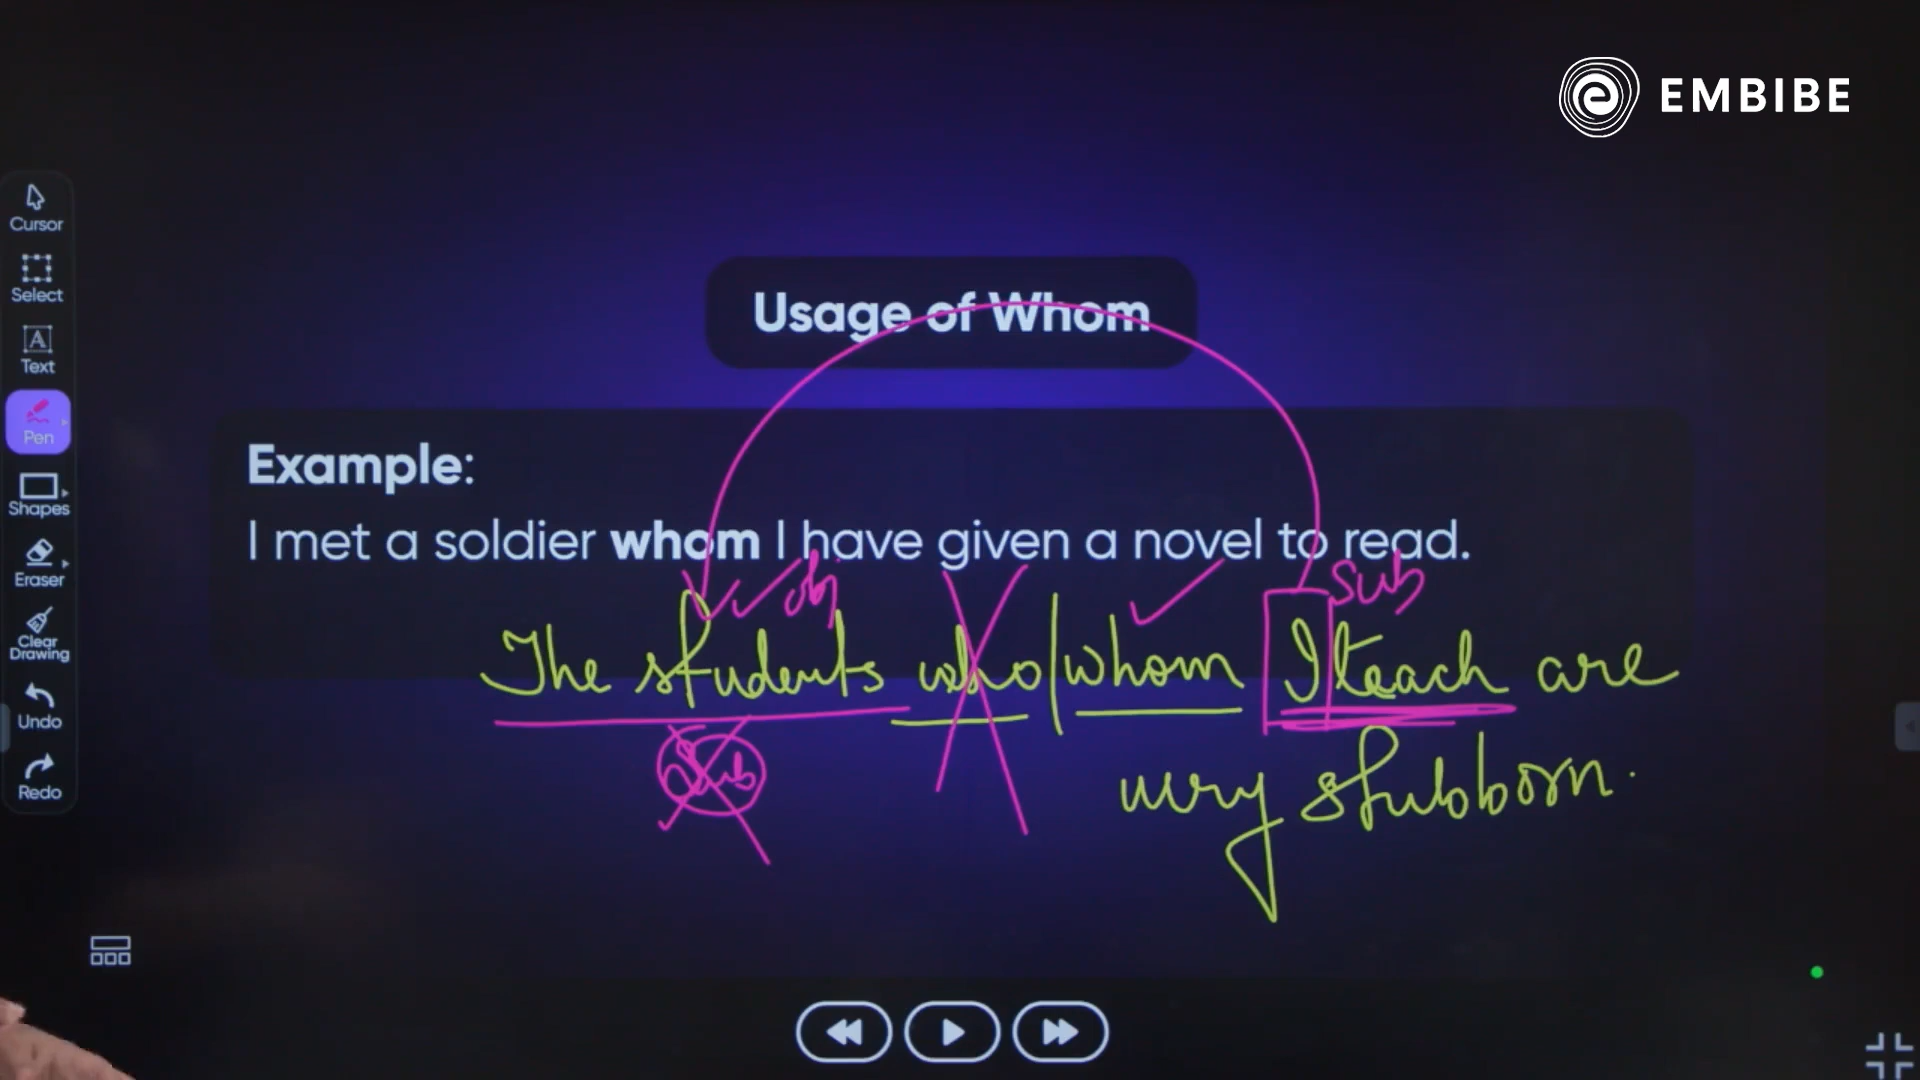 EMBIBE
Cursor
Select
Text
Pen
Shapes
Eraser
Clear
Drawing
Undo
Redo
Usage of Whom
Example:
I met a soldier whom I have given a novel to read.
obj
sub
The students who/whom I teach are
sub
very stubborn.